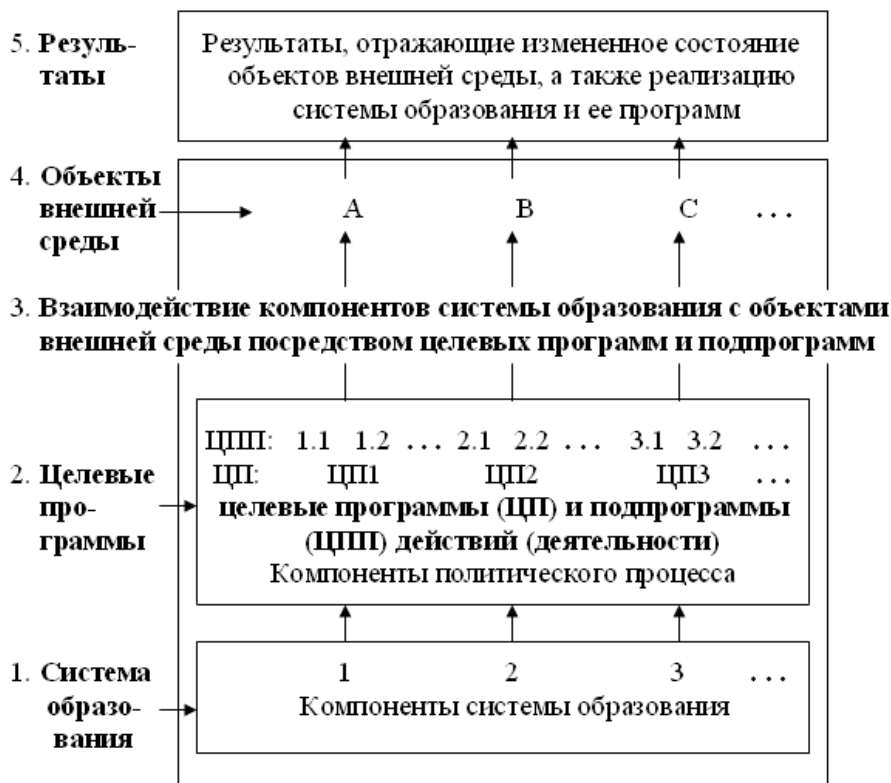 5. Резуль-
таты
Результаты, отражающие измененное состояние
объектов внешней среды, а также реализацию
системы образования и ее программ
4. Объекты
внешней
среды
A B C ...
3. Взаимодействие компонентов системы образования с объектами
внешней среды посредством целевых программ и подпрограмм
2. Целевые
про-
граммы
ЦПП: 1.1 1.2 ... 2.1 2.2 ... 3.1 3.2 ...
ЦП: ЦП1 ЦП2 ЦП3 ...
целевые программы (ЦП) и подпрограммы
(ЦПП) действий (деятельности)
Компоненты политического процесса
1. Система
образо-
вания
1 2 3 ...
Компоненты системы образования